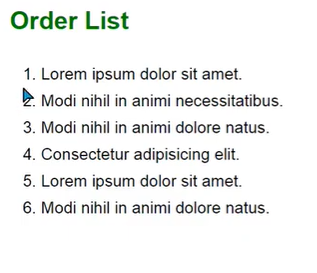 Order List
1. Lorem ipsum dolor sit amet.
2. Modi nihil in animi necessitatibus.
3. Modi nihil in animi dolore natus.
4. Consectetur adipisicing elit.
5. Lorem ipsum dolor sit amet.
6. Modi nihil in animi dolore natus.